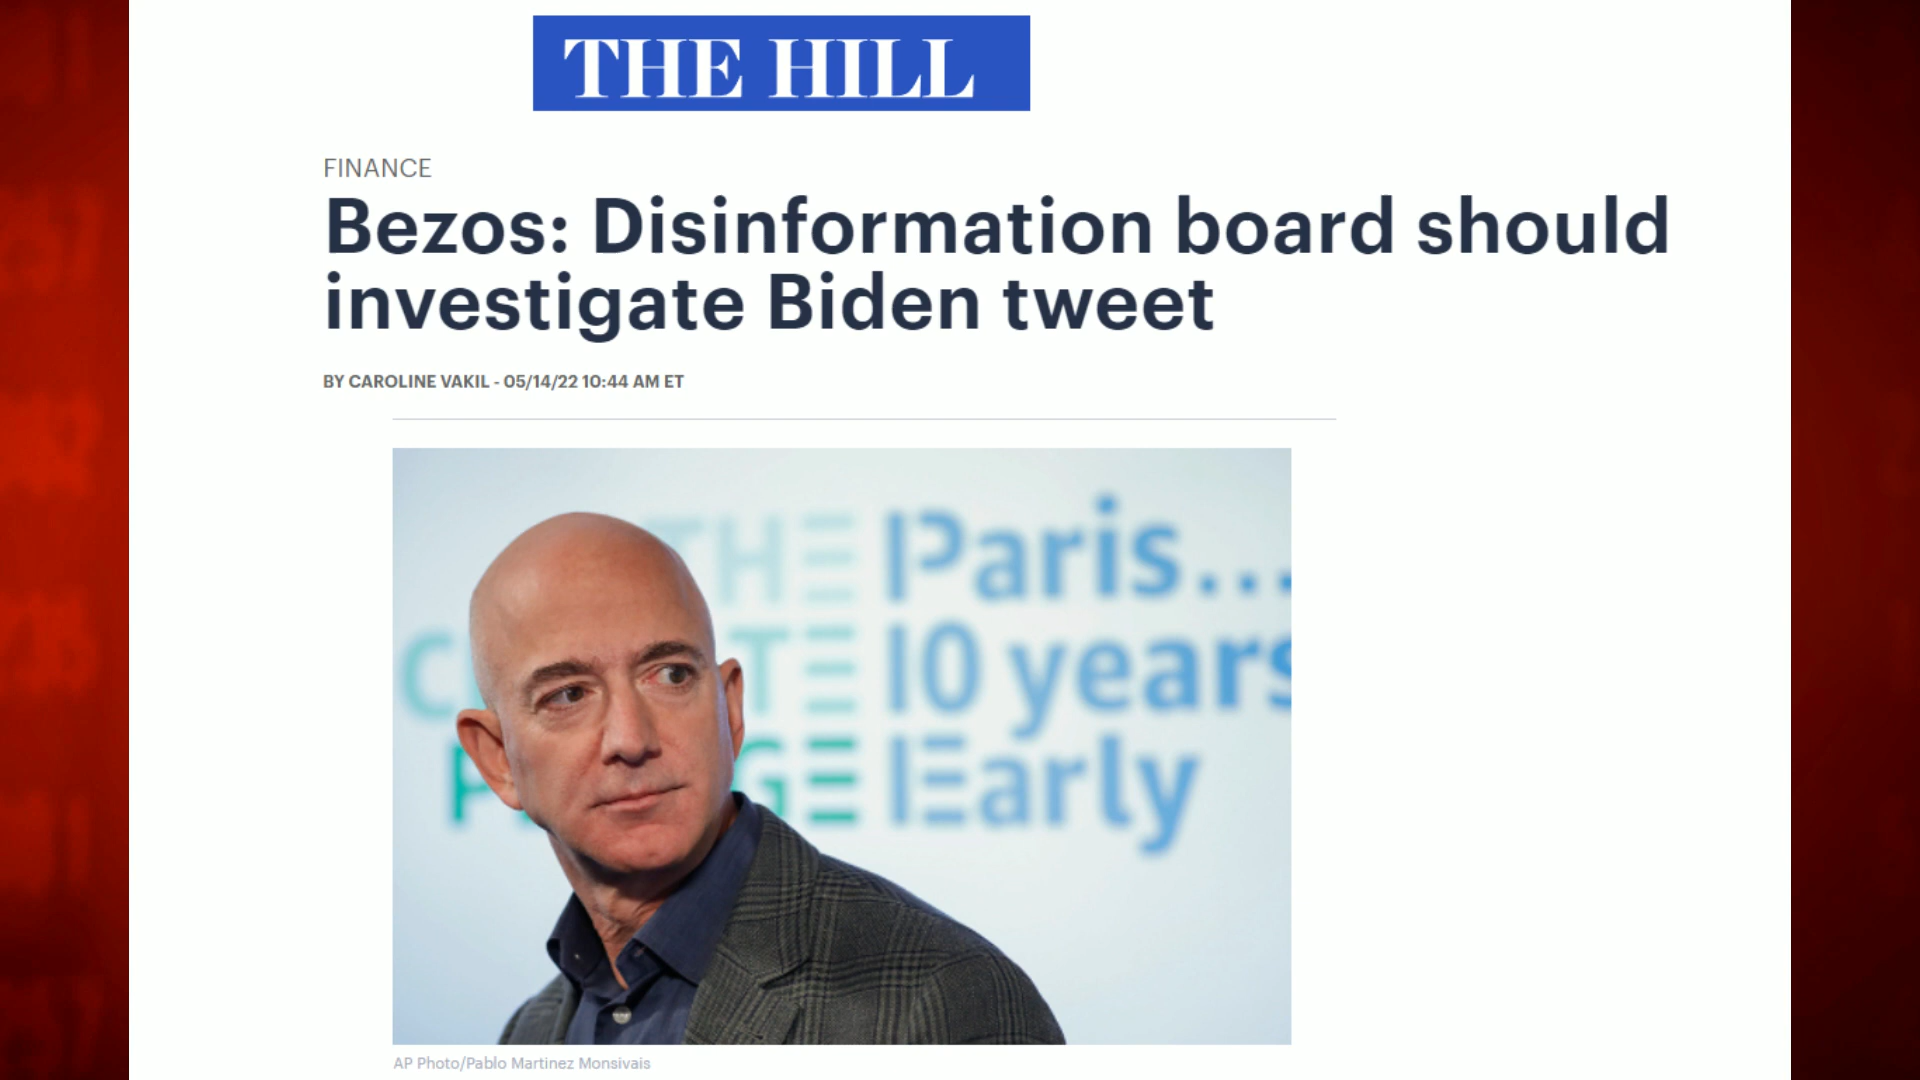 THE HILL
FINANCE
Bezos: Disinformation board should
investigate Biden tweet
BY CAROLINE VAKIL - 05/14/22 10:44 AM ET
THE Paris...
10 years
Early
AP Photo/Pablo Martinez Monsivais